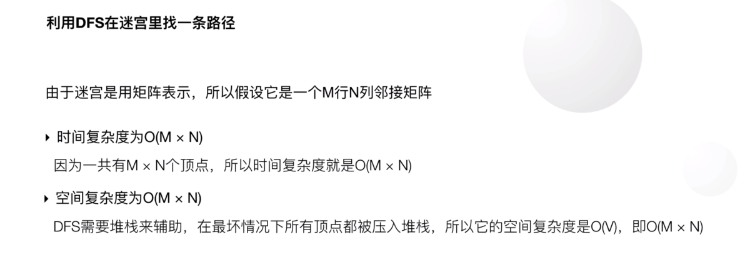 利用DFS在迷宫里找一条路径
由于迷宫是用矩阵表示，所以假设它是一个M行N列邻接矩阵
‣ 时间复杂度为O(M × N)
因为一共有M × N个顶点，所以时间复杂度就是O(M × N)
‣ 空间复杂度为O(M × N)
DFS需要堆栈来辅助，在最坏情况下所有顶点都被压入堆栈，所以它的空间复杂度是O(V)，即O(M × N)